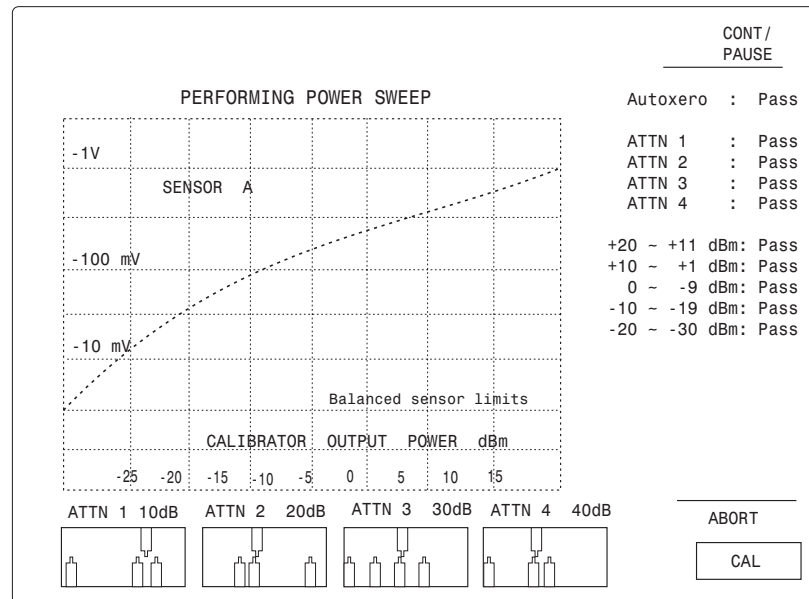 CONT/
PAUSE
PERFORMING POWER SWEEP
Autoxero : Pass
ATTN 1 : Pass
ATTN 2 : Pass
ATTN 3 : Pass
ATTN 4 : Pass
+20 ~ +11 dBm: Pass
+10 ~ +1 dBm: Pass
0 ~ -9 dBm: Pass
-10 ~ -19 dBm: Pass
-20 ~ -30 dBm: Pass
-1V
SENSOR A
-100 mV
-10 mV
Balanced sensor limits
CALIBRATOR OUTPUT POWER dBm
-25 -20 -15 -10 -5 0 5 10 15
ATTN 1 10dB ATTN 2 20dB ATTN 3 30dB ATTN 4 40dB
ABORT
CAL